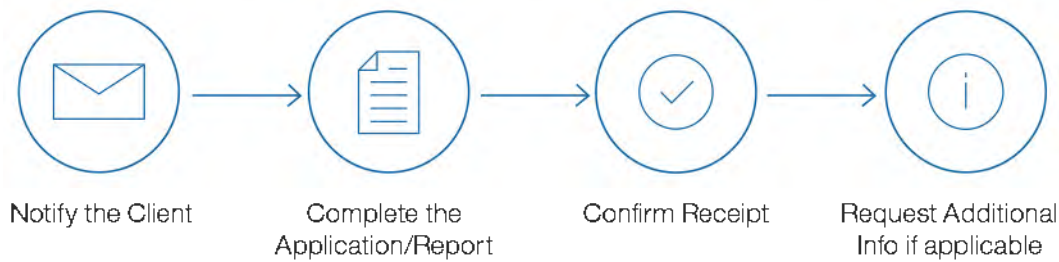 Notify the Client
Complete the
Application/Report
Confirm Receipt
Request Additional
Info if applicable